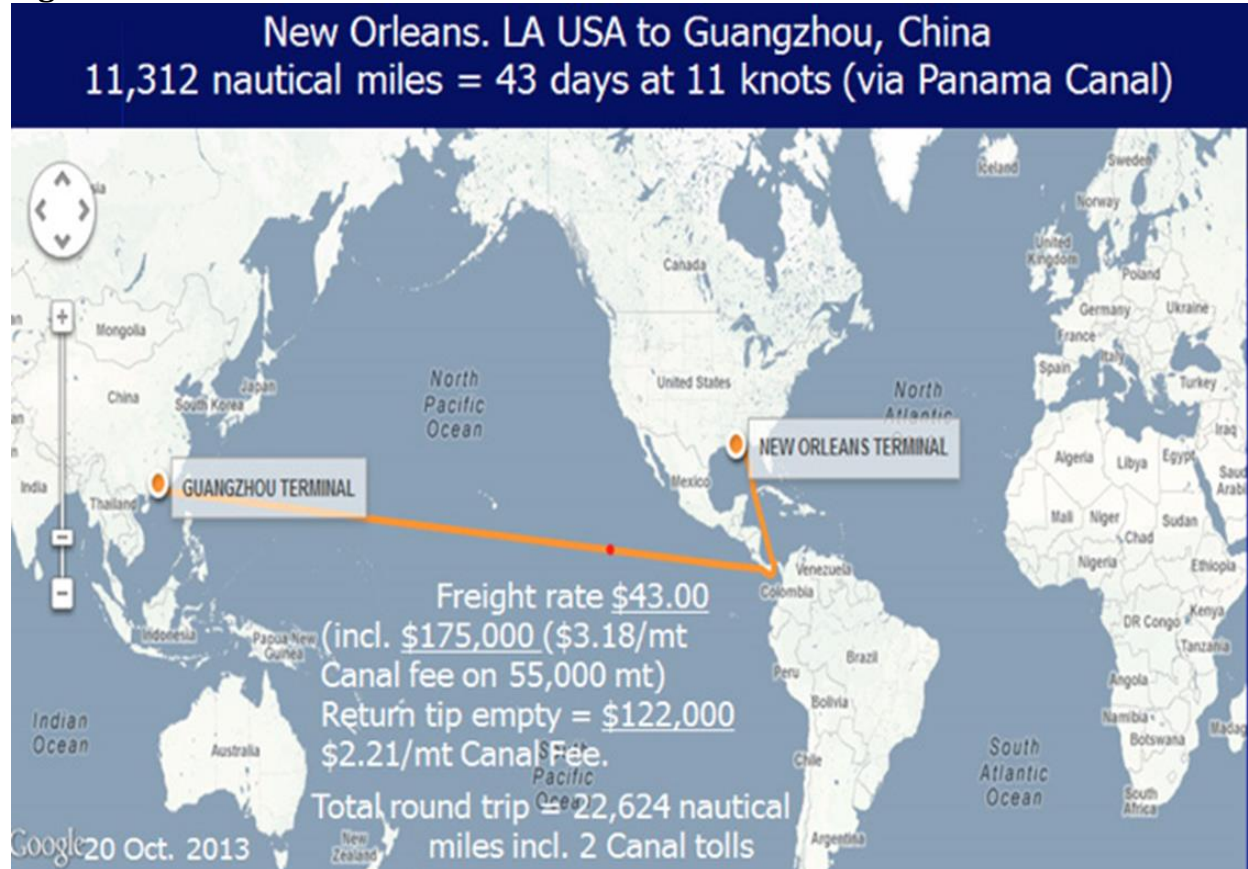 New Orleans. LA USA to Guangzhou, China
11,312 nautical miles = 43 days at 11 knots (via Panama Canal)
Iceland
Sweden
Norway
United
Kingdom
Canada
Poland
Germany
Ukraine
France
Mongolia
Italy
Spain
Turkey
North
Pacific
Ocean
United States
North
Atlantic
China
Japan
South Korea
Iraq
NEW ORLEANS TERMINAL
Algeria
Libya
Egypt
Saud
Arabi
India
GUANGZHOU TERMINAL
Mexico
Thailand
Mali
Niger
Sudan
Chad
Nigeria
Ethiopia
Venezuela
Colombia
Freight rate $43.00
(incl. $175,000 ($3.18/mt
Canal fee on 55,000 mt)
Return tip empty = $122,000
$2.21/mt Canal Fee.
Total round trip = 22,624 nautical
miles incl. 2 Canal tolls
Indonesia
Papua New
Guinea
DR Congo
Kenya
Tanzania
Peru
Brazil
Angola
Bolivia
Namibia
Botswana
Madag
Indian
Ocean
Australia
South
Pacific
Ocean
Chile
South
Atlantic
Ocean
South
Africa
New
Zealand
Argentina
Google
20 Oct. 2013